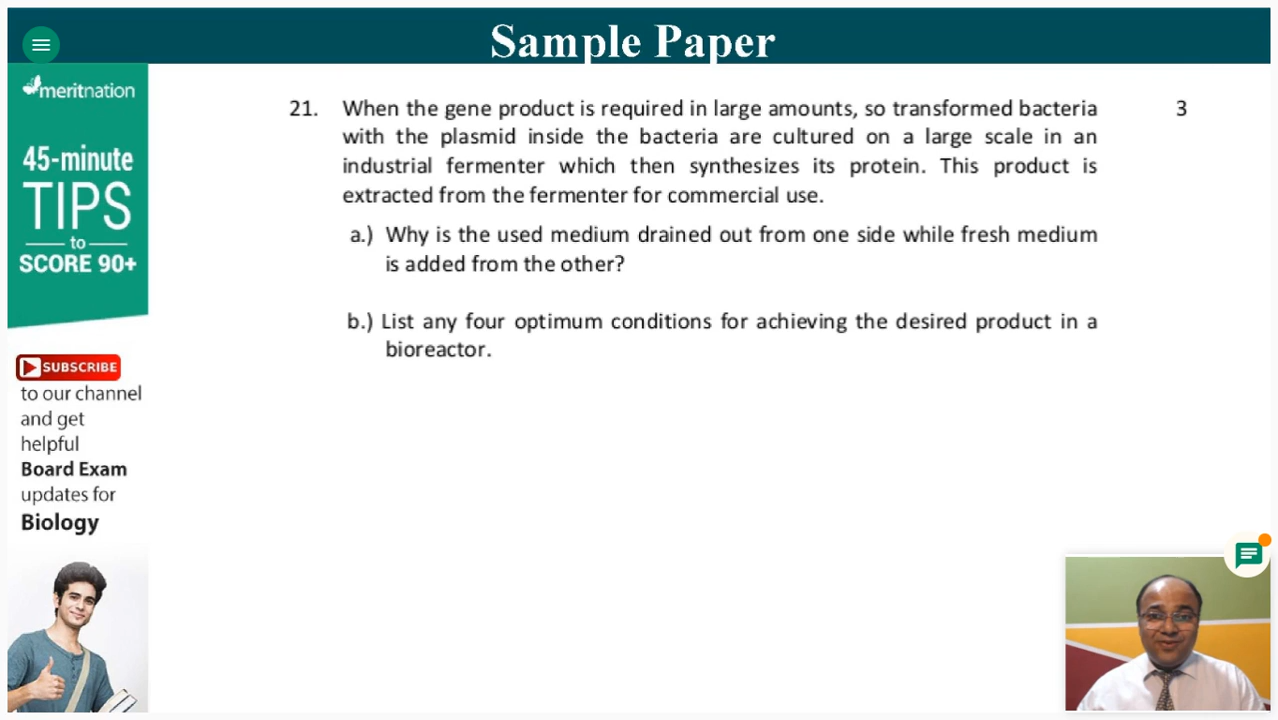 Sample Paper
meritnation
45-minute
TIPS
to
SCORE 90+
SUBSCRIBE
to our channel
and get
helpful
Board Exam
updates for
Biology
21. When the gene product is required in large amounts, so transformed bacteria 3
with the plasmid inside the bacteria are cultured on a large scale in an
industrial fermenter which then synthesizes its protein. This product is
extracted from the fermenter for commercial use.
a.) Why is the used medium drained out from one side while fresh medium
is added from the other?
b.) List any four optimum conditions for achieving the desired product in a
bioreactor.